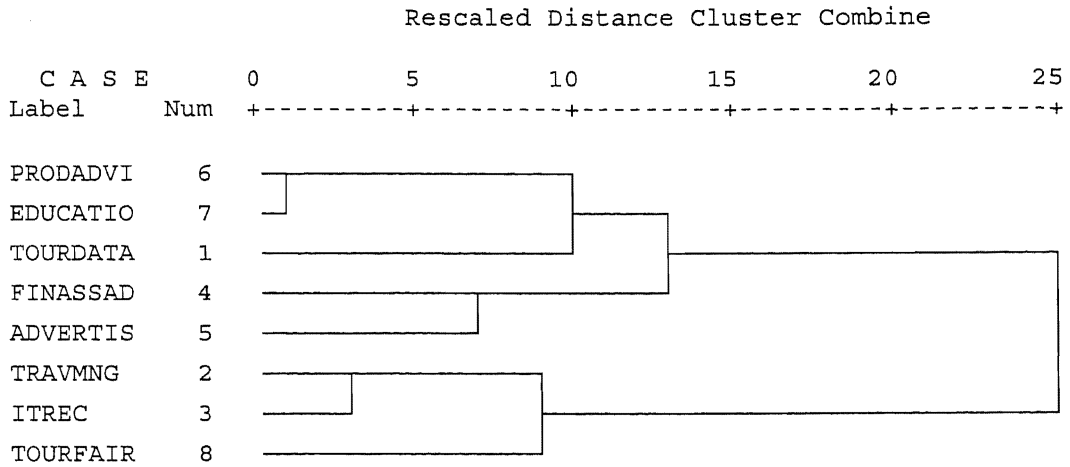 Rescaled Distance Cluster Combine
C A S E 0 5 10 15 20 25
Label Num +---------+---------+---------+---------+---------+
PRODADVI 6
EDUCATIO 7
TOURDATA 1
FINASSAD 4
ADVERTIS 5
TRAVMNG 2
ITREC 3
TOURFAIR 8